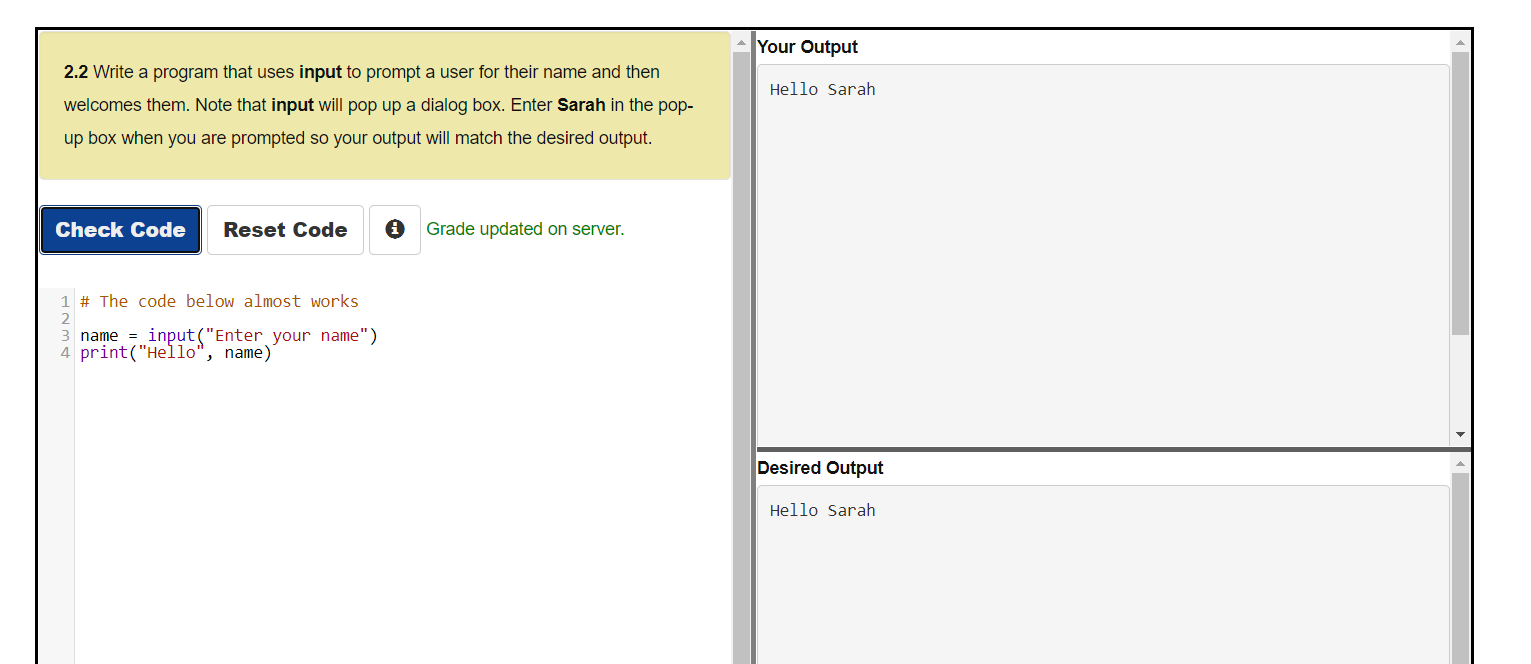 2.2 Write a program that uses input to prompt a user for their name and then
welcomes them. Note that input will pop up a dialog box. Enter Sarah in the pop-
up box when you are prompted so your output will match the desired output.
Check Code Reset Code Grade updated on server.
1 # The code below almost works
2
3 name = input("Enter your name")
4 print("Hello", name)
Your Output
Hello Sarah
Desired Output
Hello Sarah